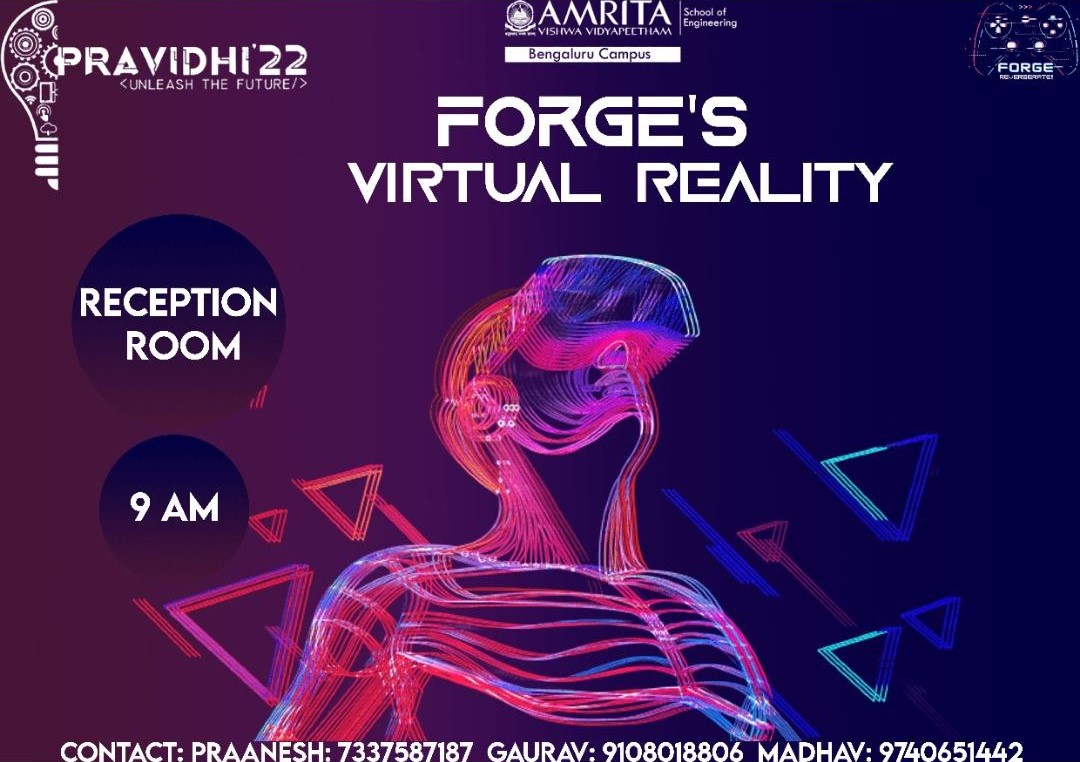 PRAVIDHI'22
<UNLEASH THE FUTURE/>
AMRITA
VISHWA VIDYAPEETHAM
School of
Engineering
Bengaluru Campus
FORGE
REVERBERATE!
FORGE'S
VIRTUAL REALITY
RECEPTION
ROOM
9 AM
CONTACT: PRAANESH: 7337587187 GAURAV: 9108018806 MADHAV: 9740651442